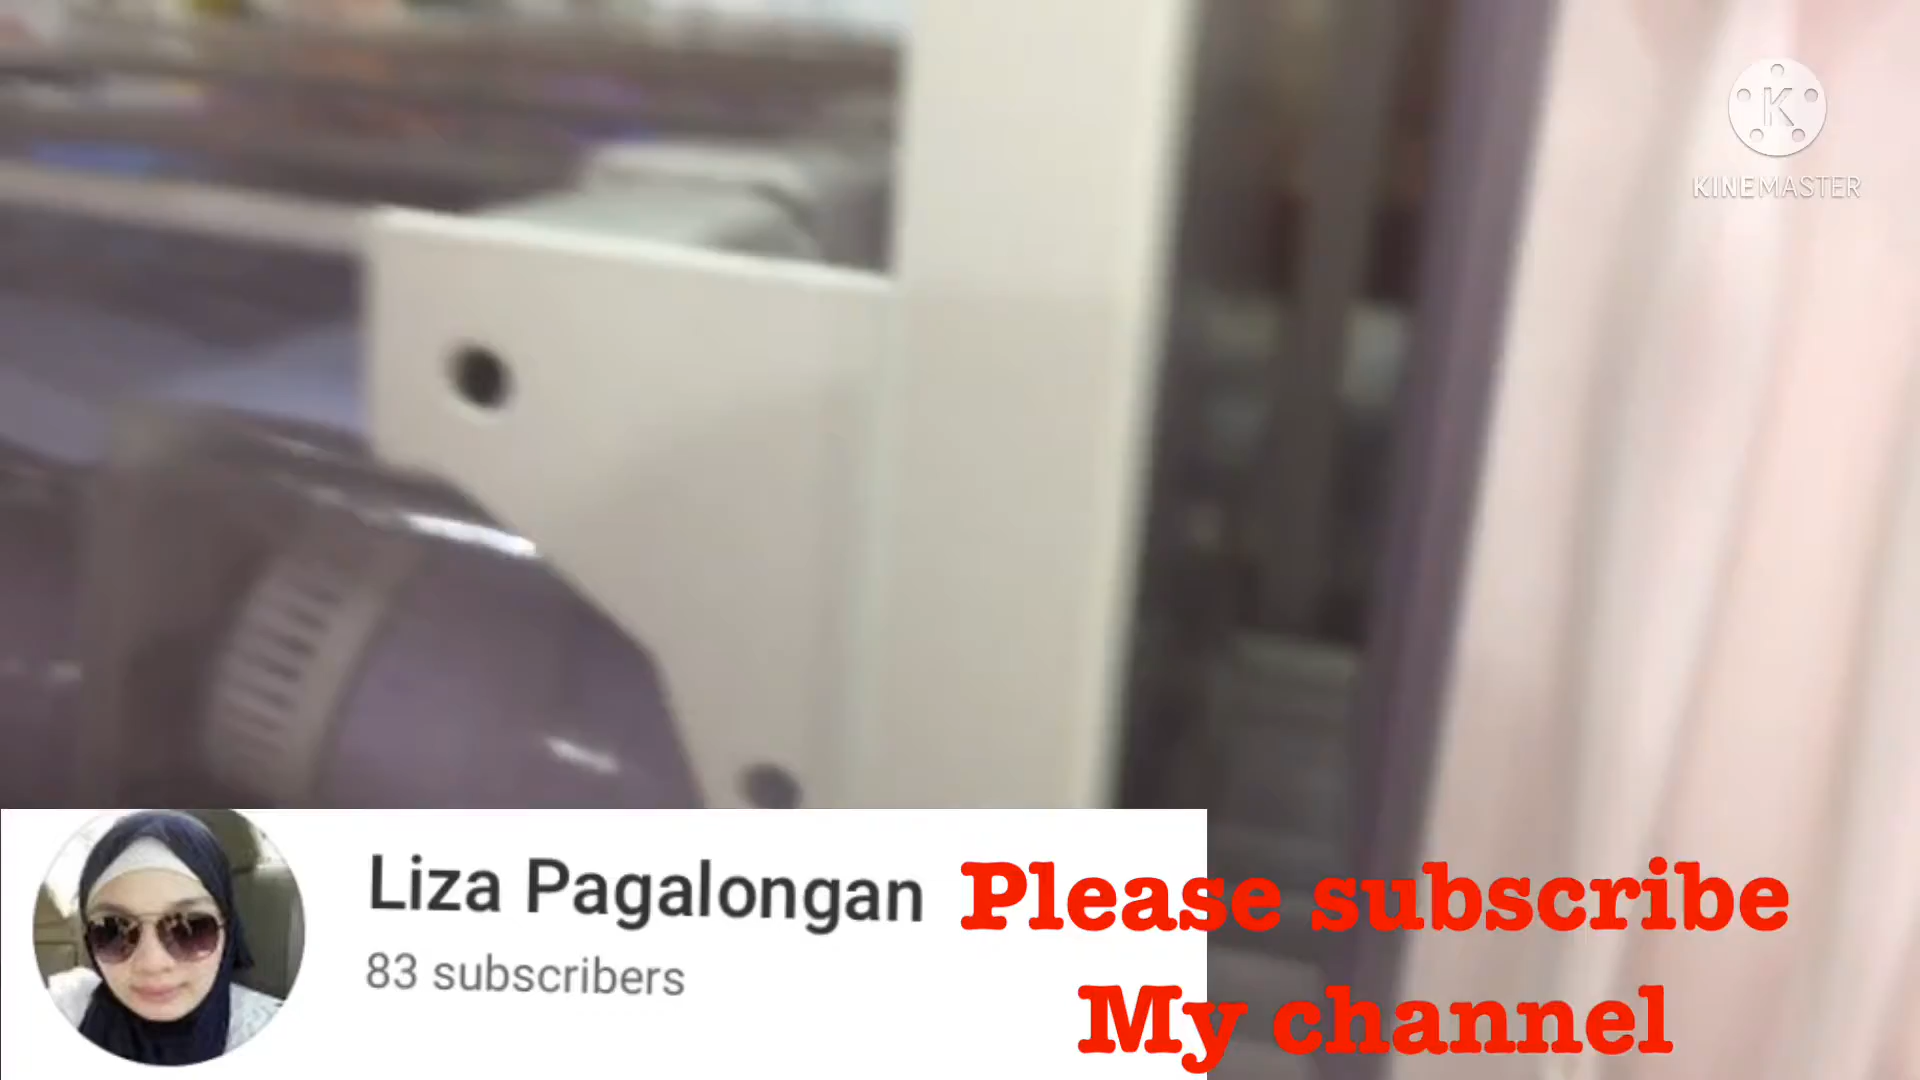 K
KINEMASTER
Liza Pagalongan
83 subscribers
Please subscribe
My channel